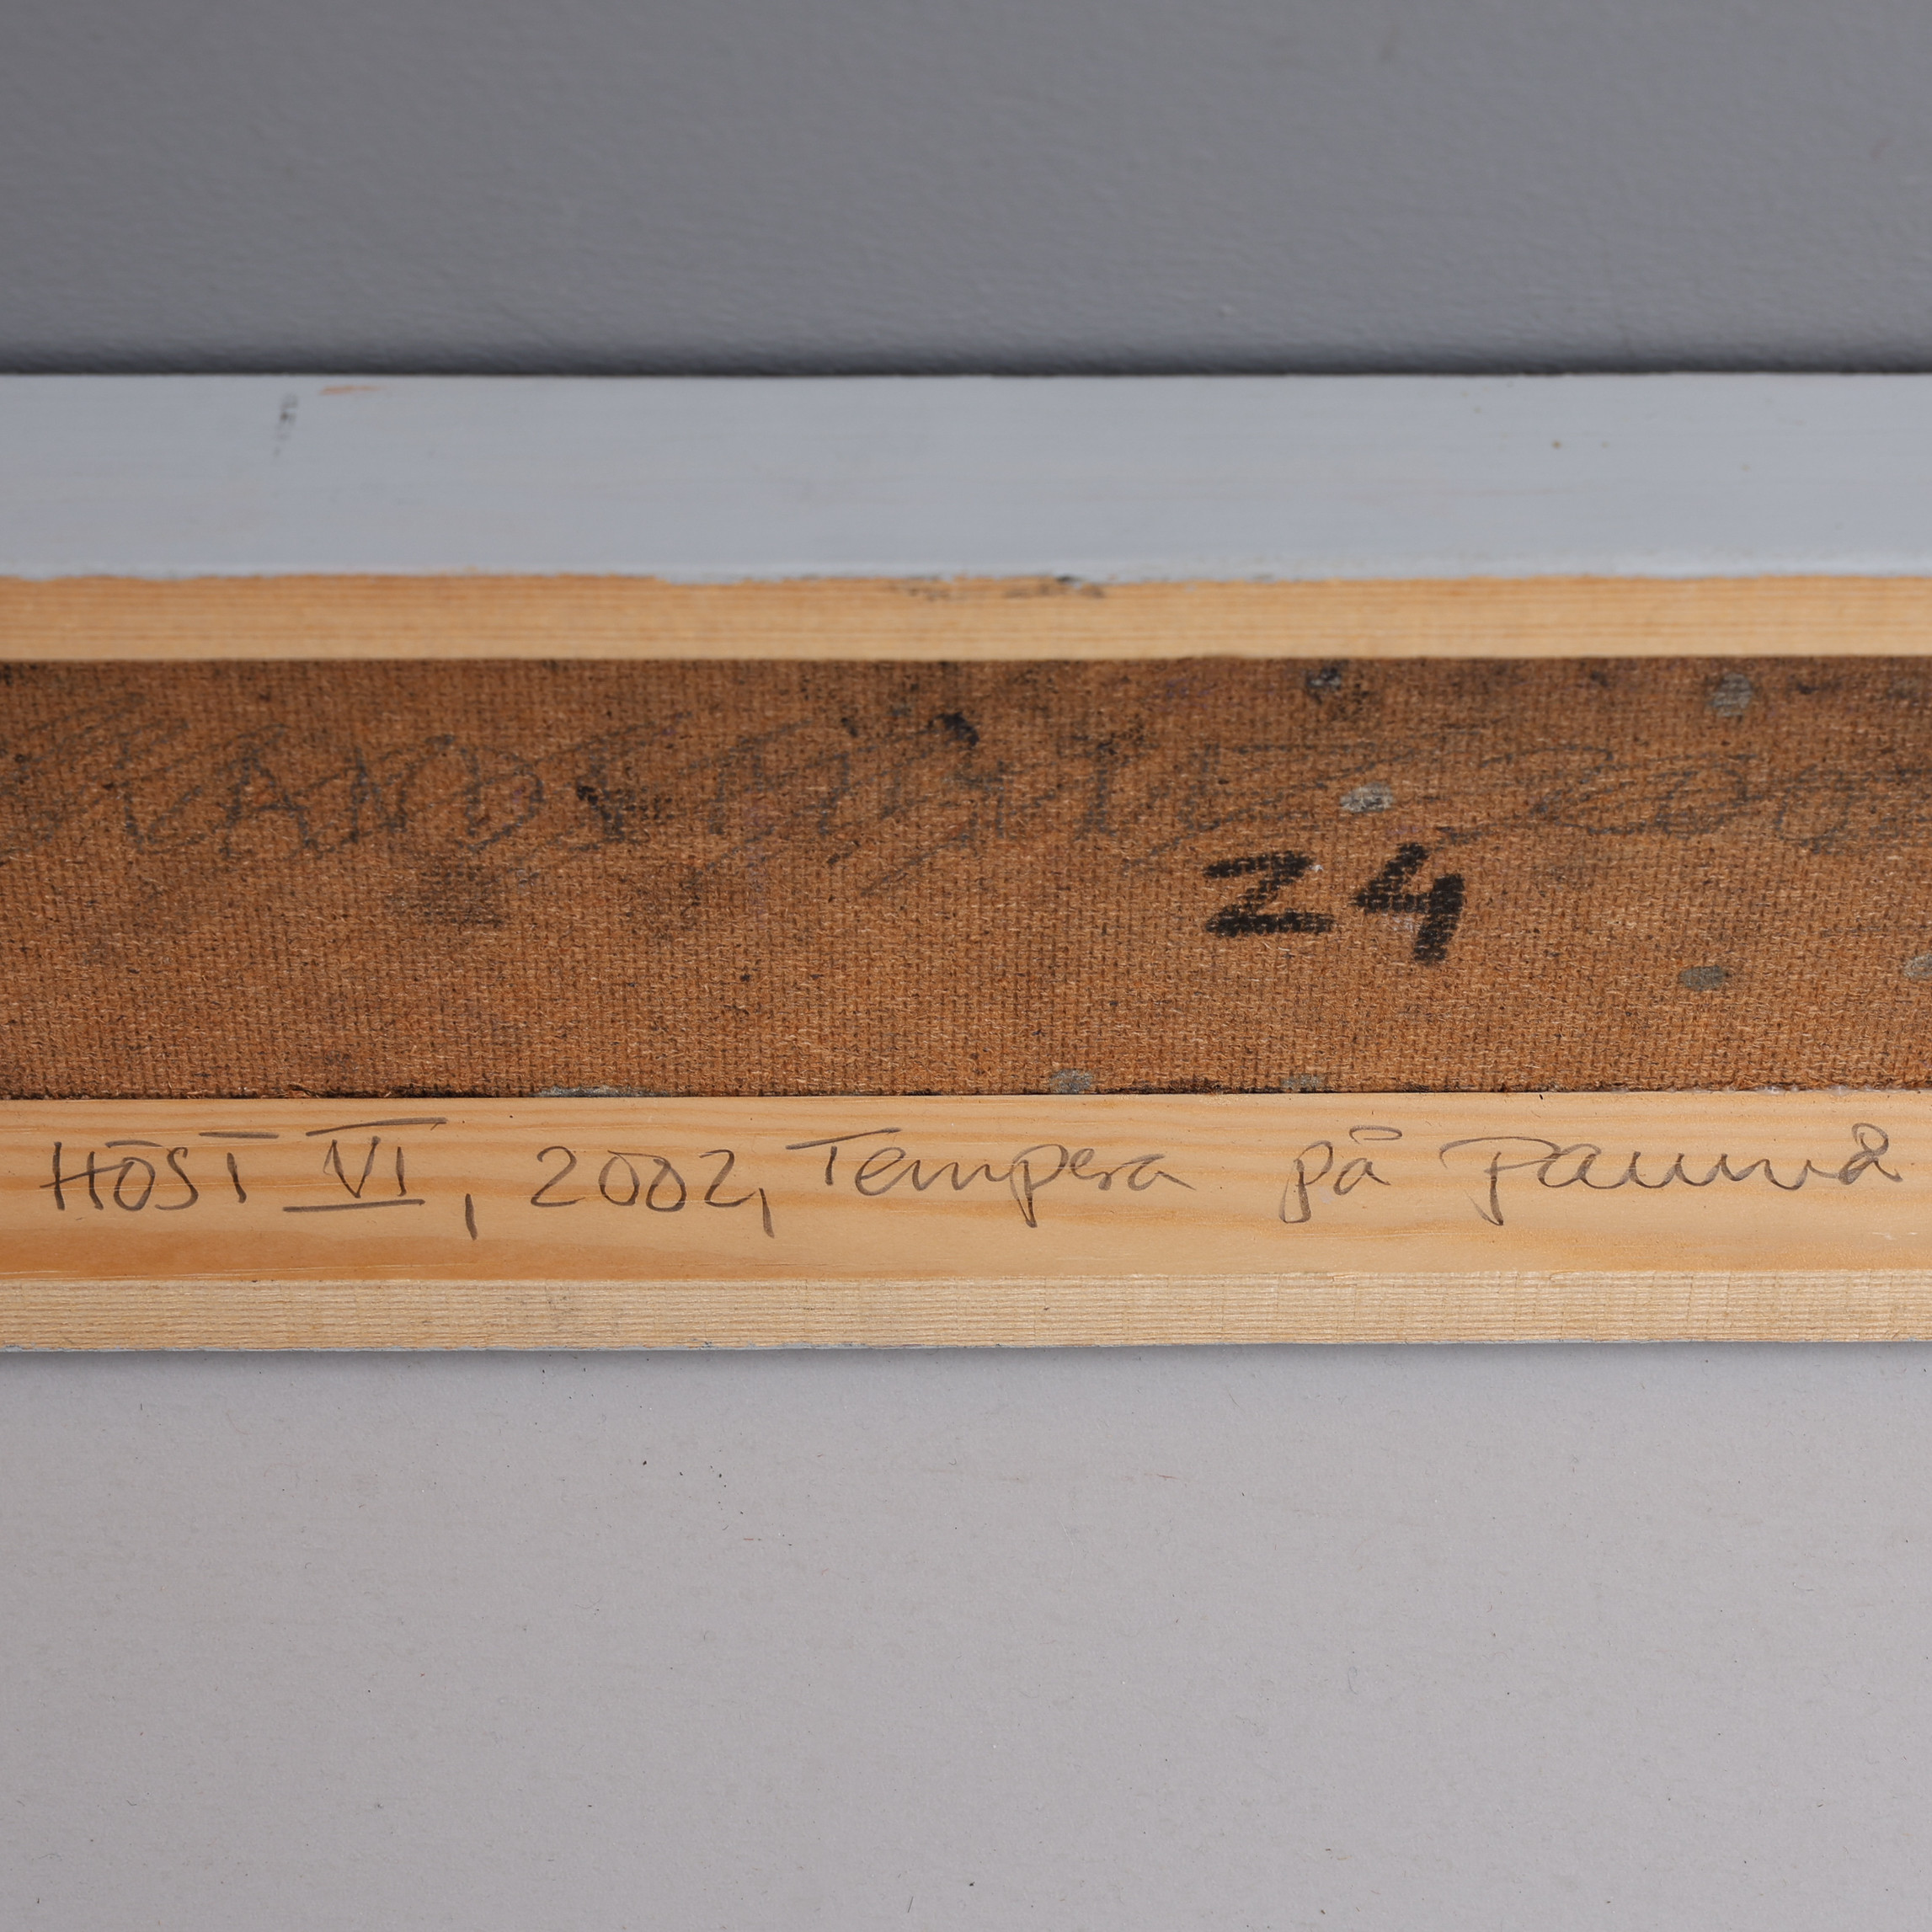 24
HÖST VI, 2002, Tempera på Pannå